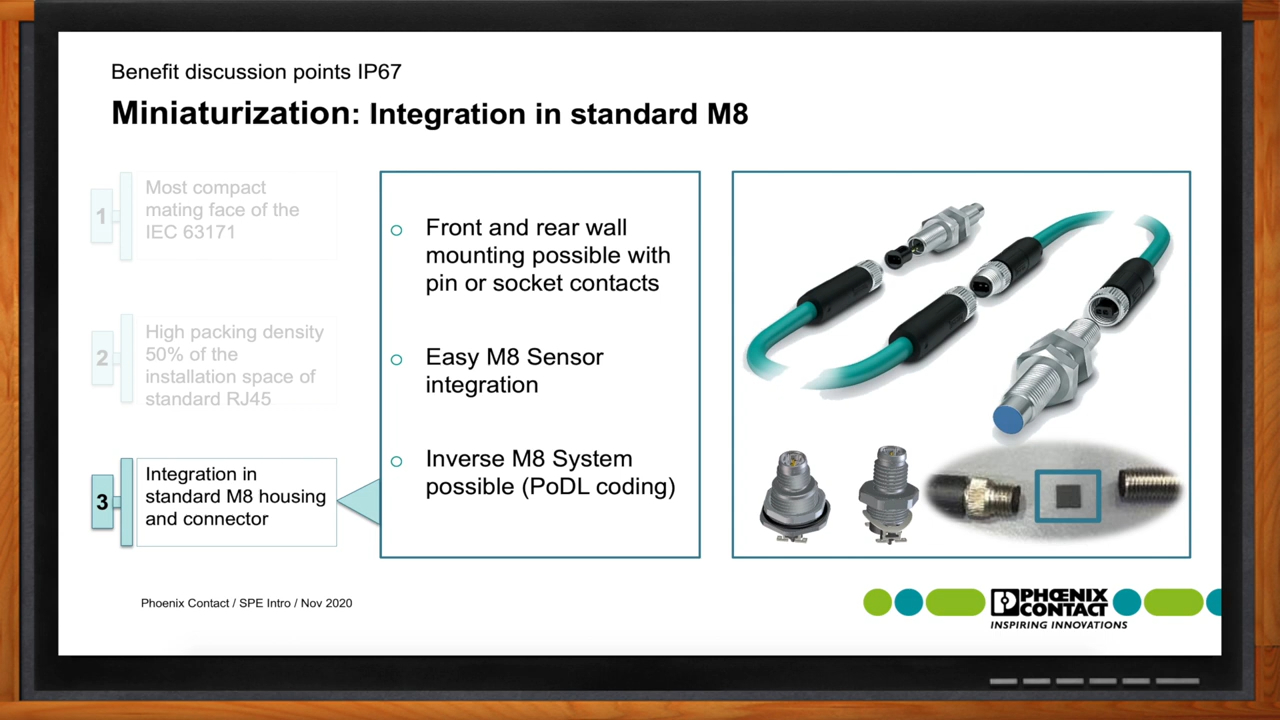 Benefit discussion points IP67
Miniaturization: Integration in standard M8
1
Most compact
mating face of the
IEC 63171
2
High packing density
50% of the
installation space of
standard RJ45
3
Integration in
standard M8 housing
and connector
Front and rear wall
mounting possible with
pin or socket contacts
Easy M8 Sensor
integration
Inverse M8 System
possible (PoDL coding)
Phoenix Contact / SPE Intro / Nov 2020
PHŒNIX
CONTACT
INSPIRING INNOVATIONS